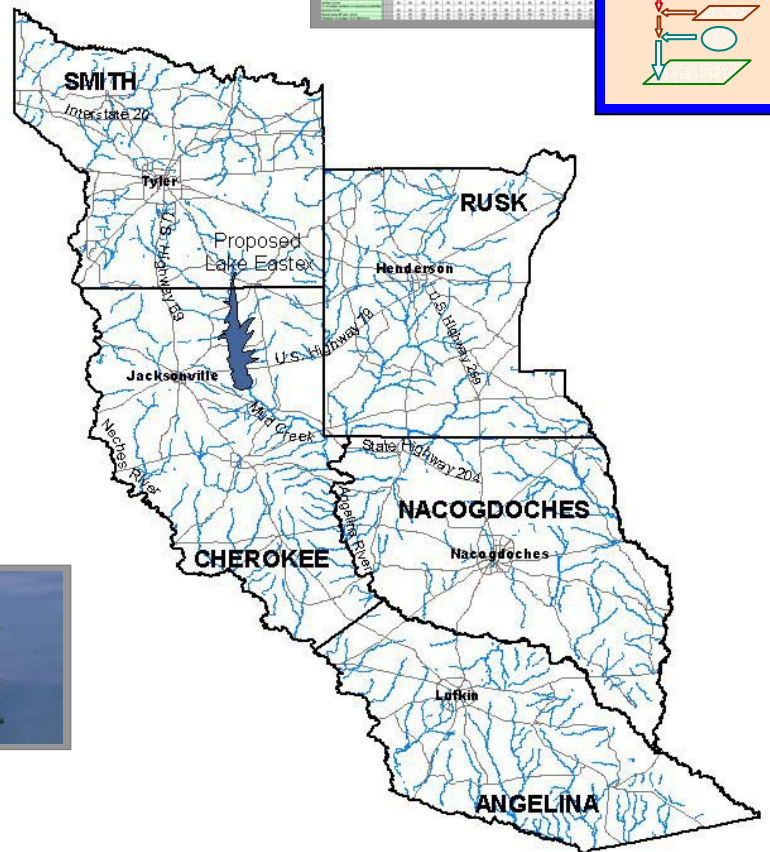 SMITH
Interstate 20
Tyler
RUSK
U.S. Highway 69
Proposed
Lake Eastex
Henderson
U.S. Highway 79
U.S. Highway 259
Jacksonville
Mud Creek
Neches River
State Highway 204
Angelina River
NACOGDOCHES
Nacogdoches
CHEROKEE
Lufkin
ANGELINA